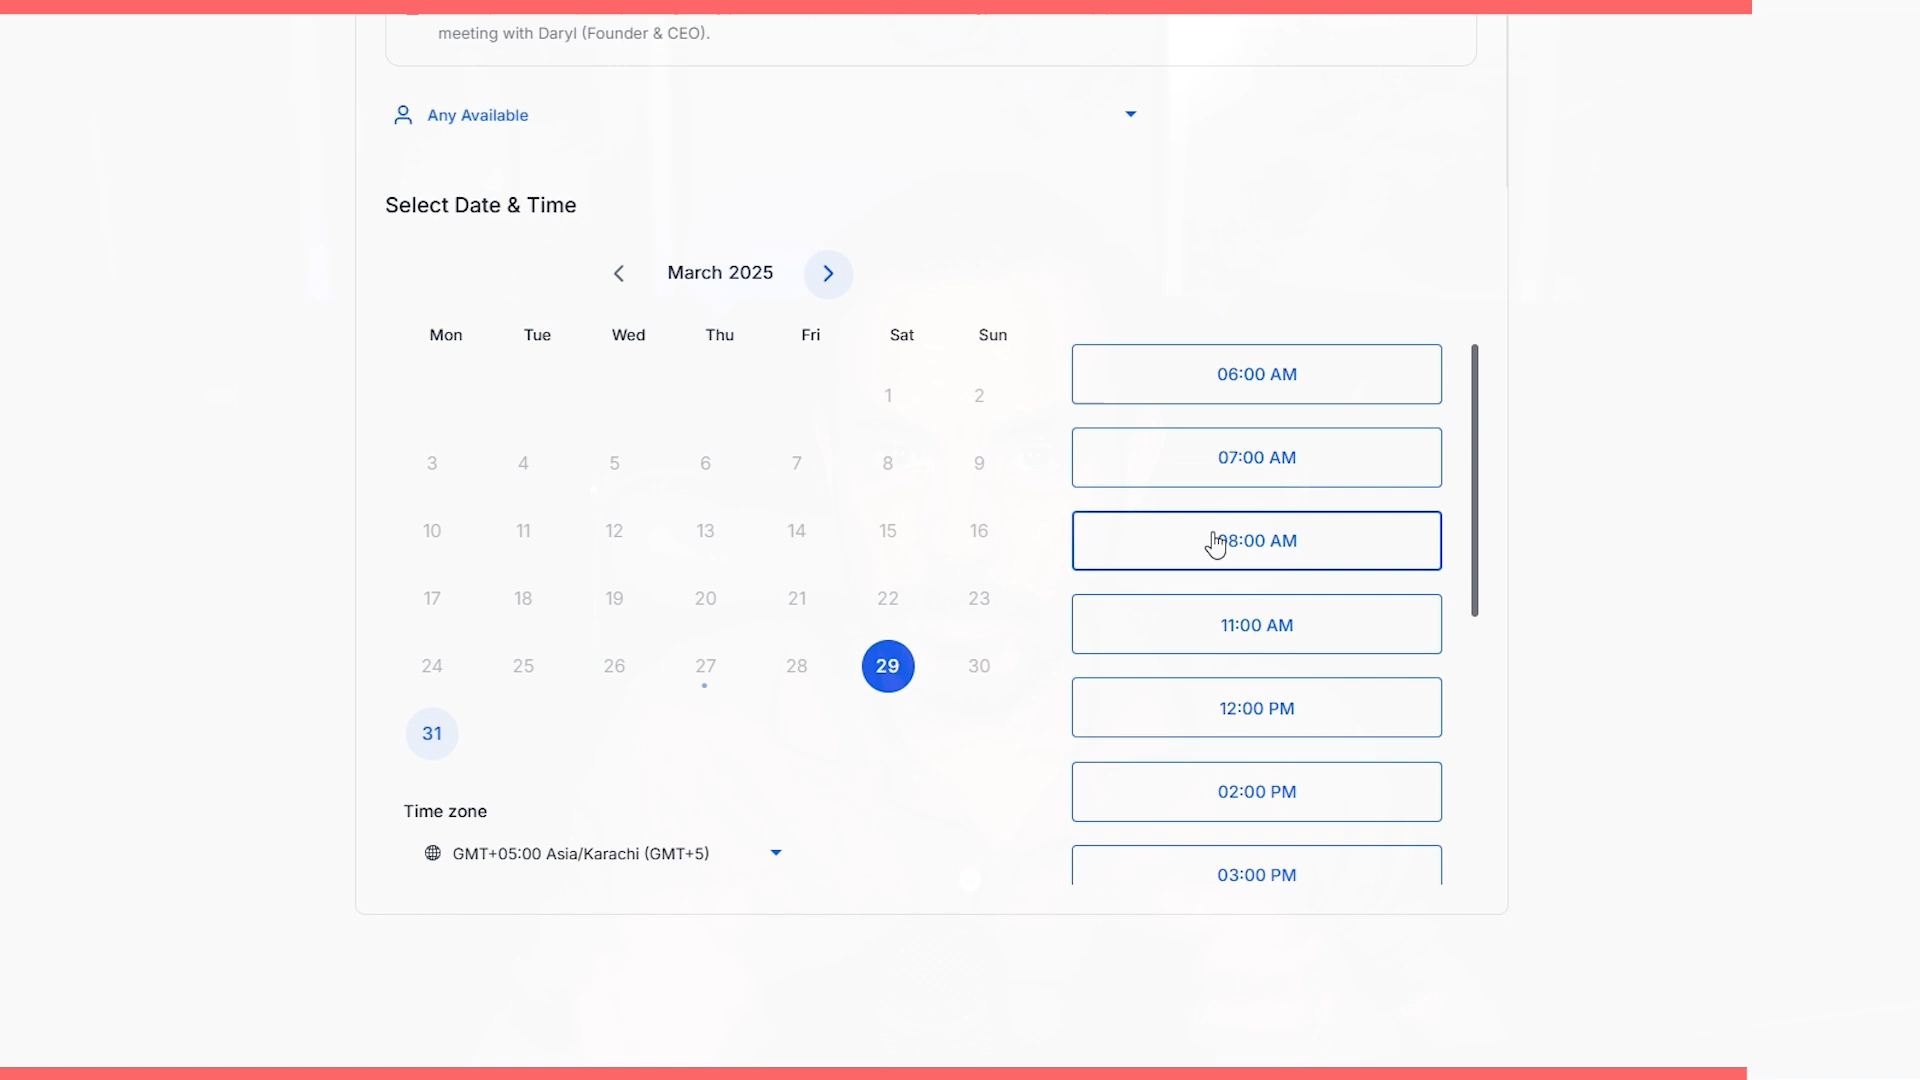 meeting with Daryl (Founder & CEO).
Any Available
Select Date & Time
March 2025
Mon Tue Wed Thu Fri Sat Sun
1 2
3 4 5 6 7 8 9
10 11 12 13 14 15 16
17 18 19 20 21 22 23
24 25 26 27 28 29 30
31
Time zone
GMT+05:00 Asia/Karachi (GMT+5)
06:00 AM
07:00 AM
08:00 AM
11:00 AM
12:00 PM
02:00 PM
03:00 PM